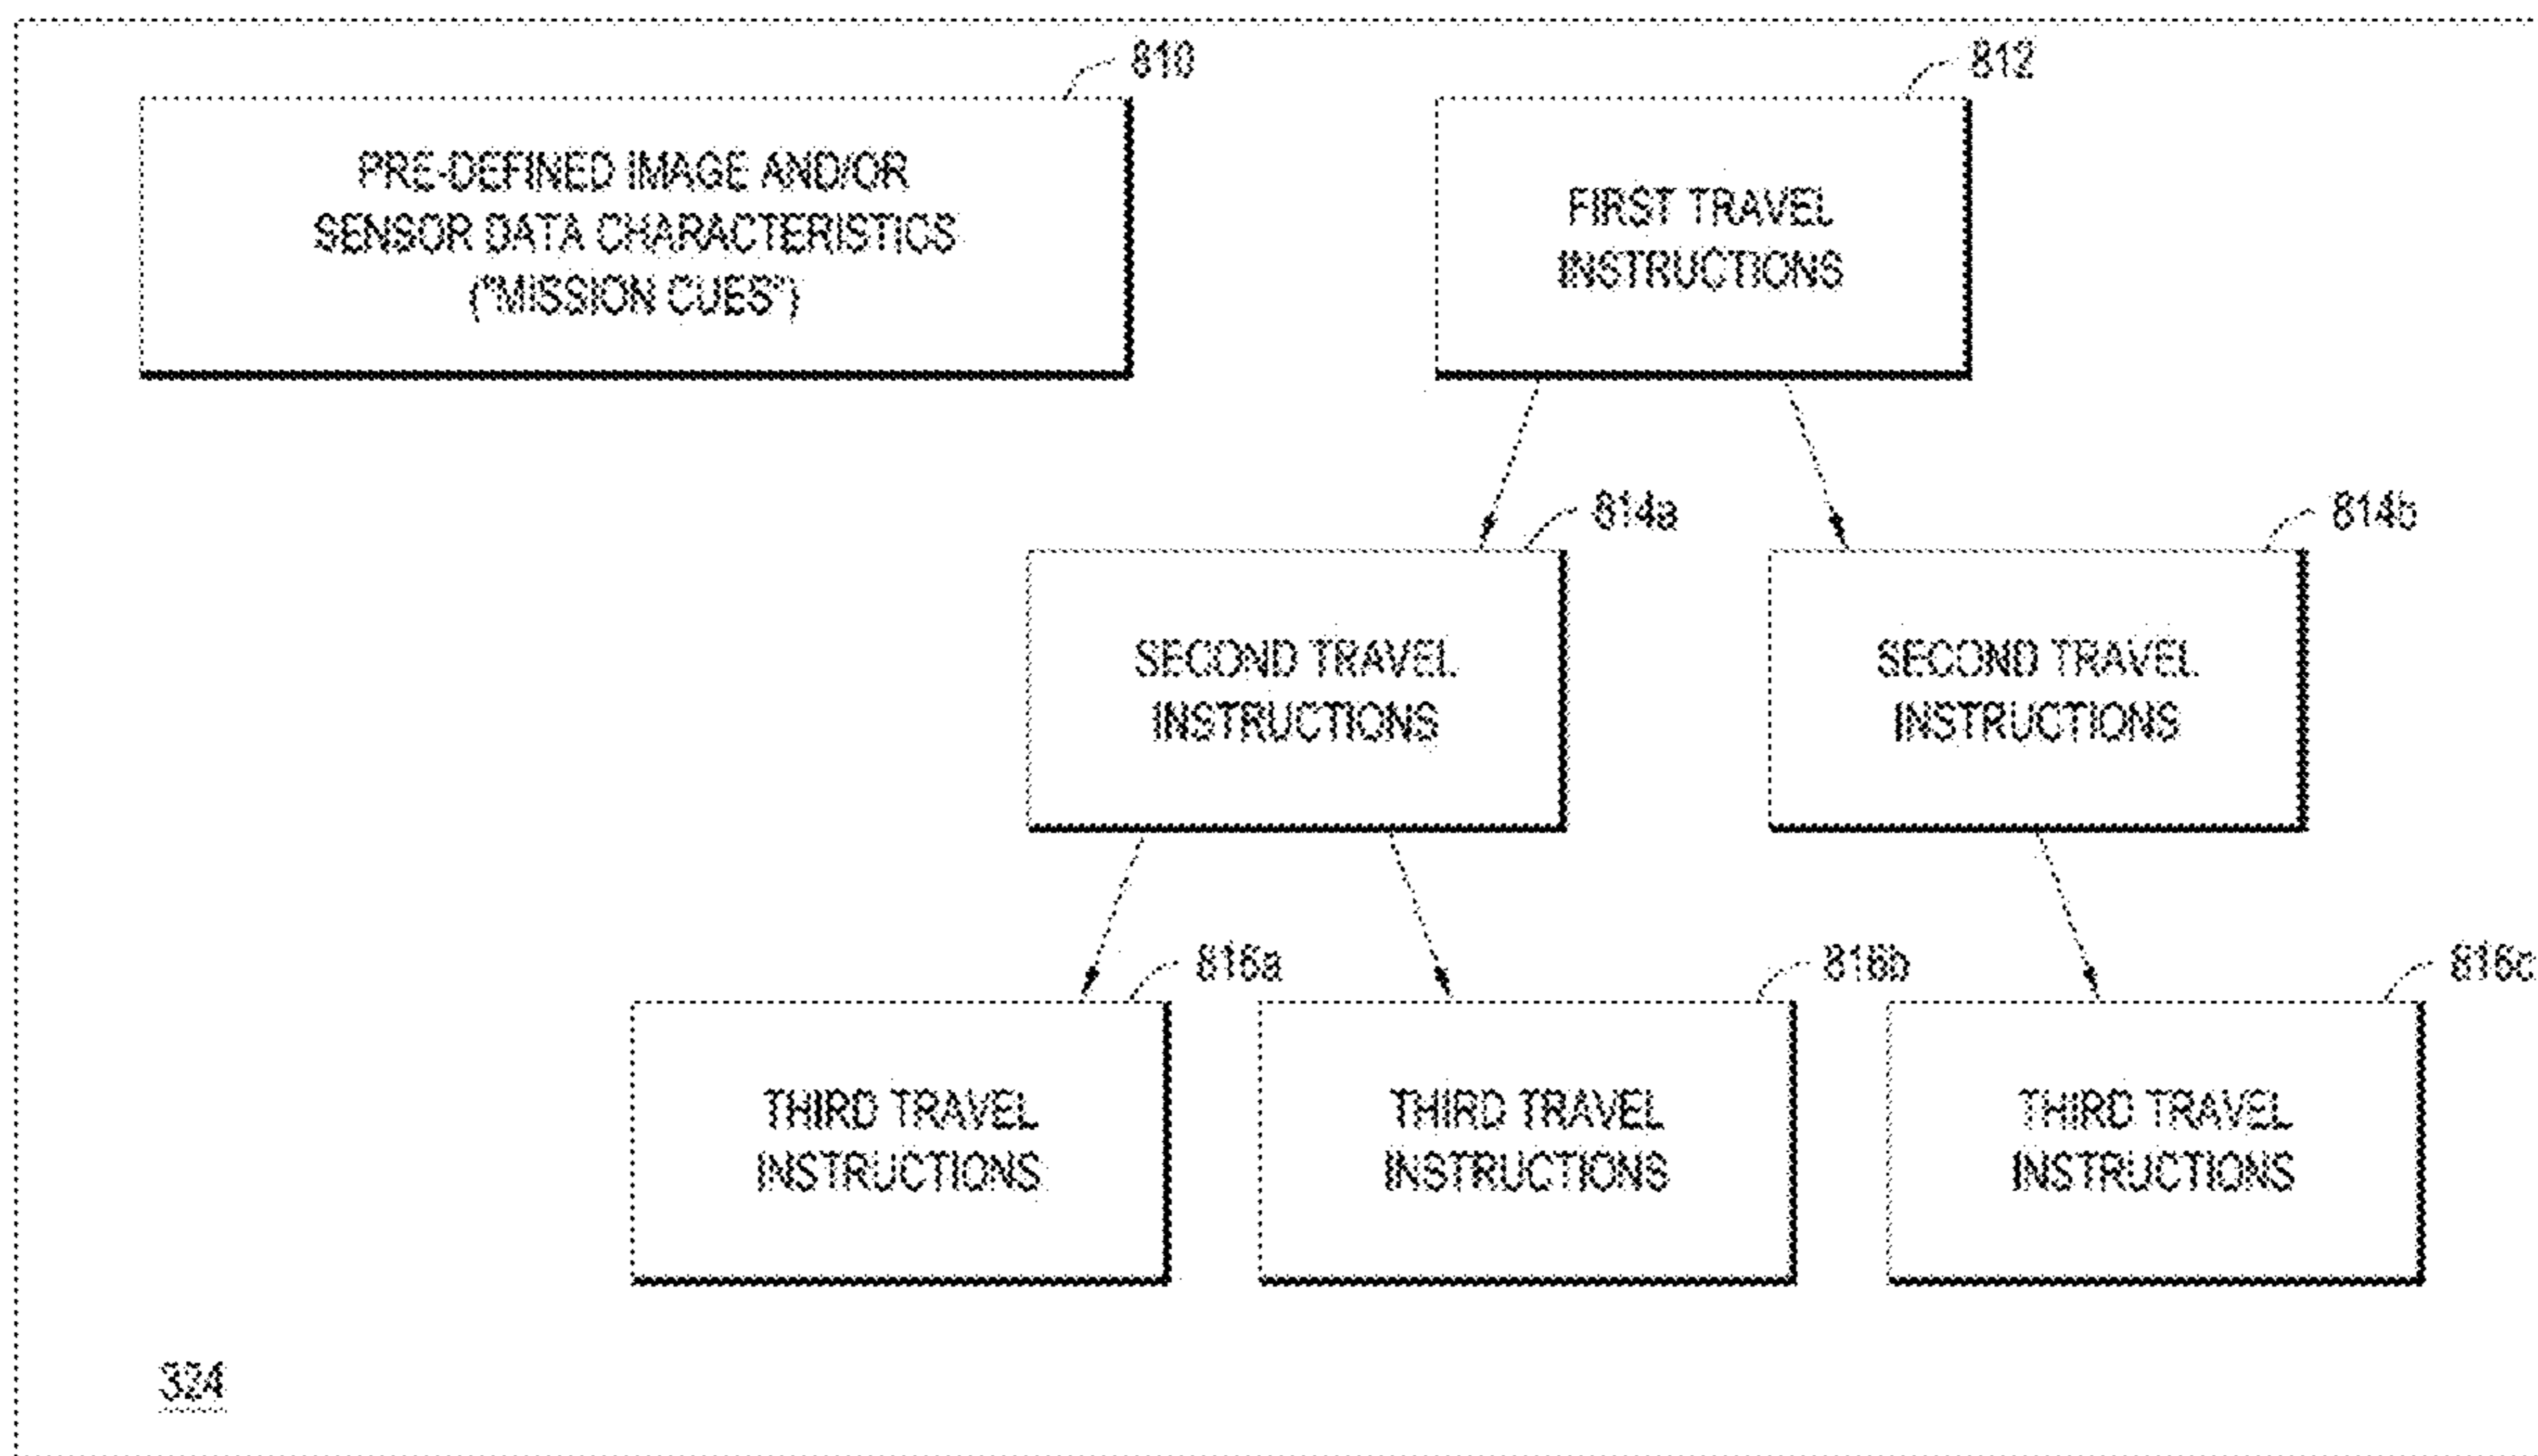 810
812
PRE-DEFINED IMAGE AND/OR
SENSOR DATA CHARACTERISTICS
("MISSION CUES")
FIRST TRAVEL
INSTRUCTIONS
814a
814b
SECOND TRAVEL
INSTRUCTIONS
SECOND TRAVEL
INSTRUCTIONS
816a
816b
816c
THIRD TRAVEL
INSTRUCTIONS
THIRD TRAVEL
INSTRUCTIONS
THIRD TRAVEL
INSTRUCTIONS
324